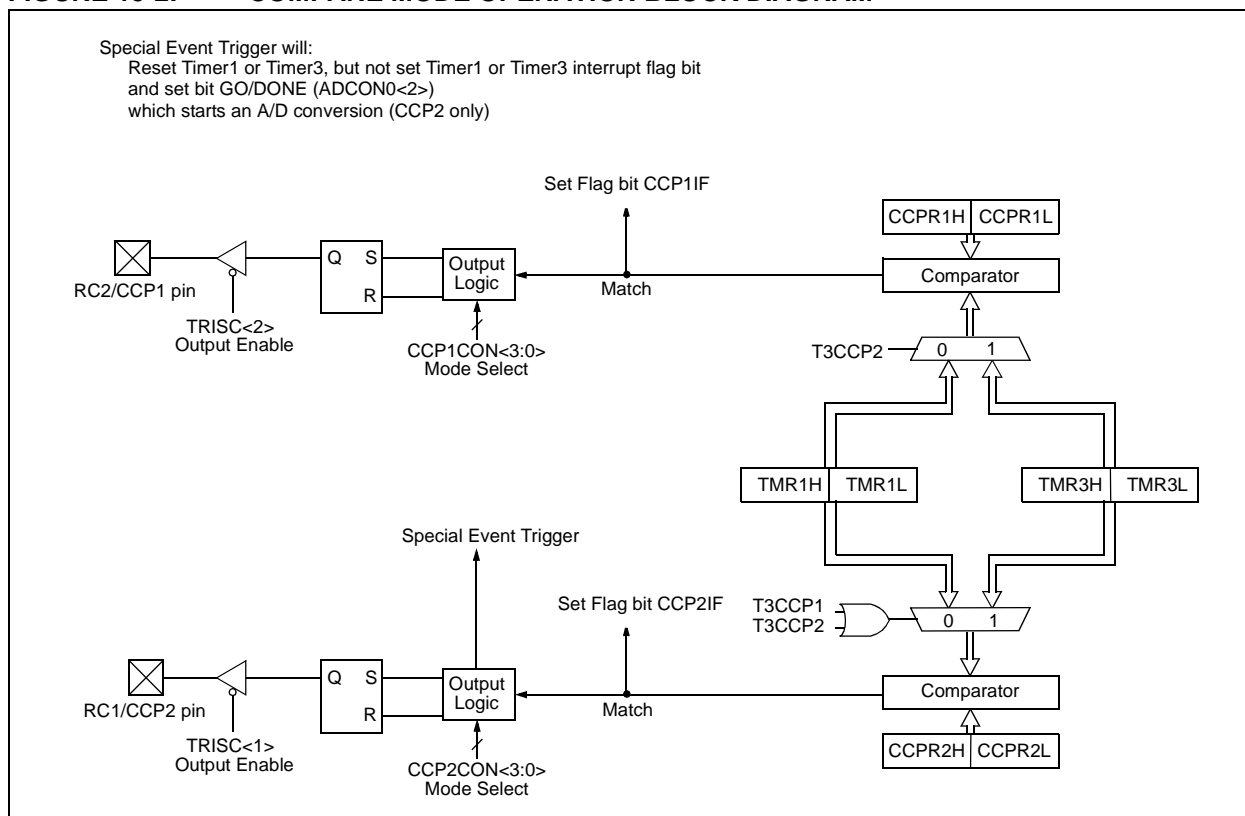 Special Event Trigger will:
Reset Timer1 or Timer3, but not set Timer1 or Timer3 interrupt flag bit
and set bit GO/DONE (ADCON0<2>)
which starts an A/D conversion (CCP2 only)
Set Flag bit CCP1IF
CCPR1H CCPR1L
Q S
R
Output
Logic
Comparator
RC2/CCP1 pin
Match
TRISC<2>
Output Enable
CCP1CON<3:0>
Mode Select
T3CCP2
0 1
TMR1H TMR1L
TMR3H TMR3L
Special Event Trigger
Set Flag bit CCP2IF
T3CCP1
T3CCP2
0 1
Q S
R
Output
Logic
Comparator
RC1/CCP2 pin
Match
TRISC<1>
Output Enable
CCP2CON<3:0>
Mode Select
CCPR2H CCPR2L